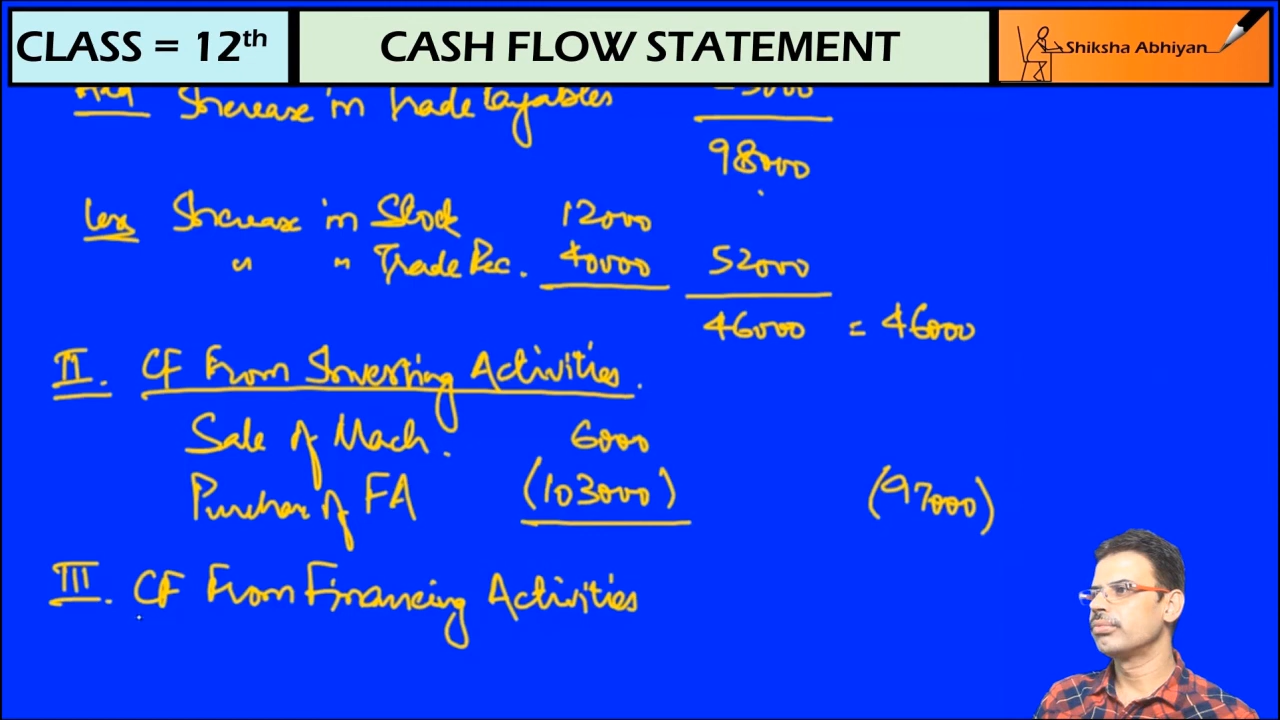 CLASS = 12th
CASH FLOW STATEMENT
Shiksha Abhiyan
Add Increase in Trade Payables
98000
Less Increase in Stock 12000
" " Trade Rec. 40000 52000
46000 = 46000
II. CF From Investing Activities.
Sale of Mach. 6000
Purchase of FA (103000) (97000)
III. CF From Financing Activities